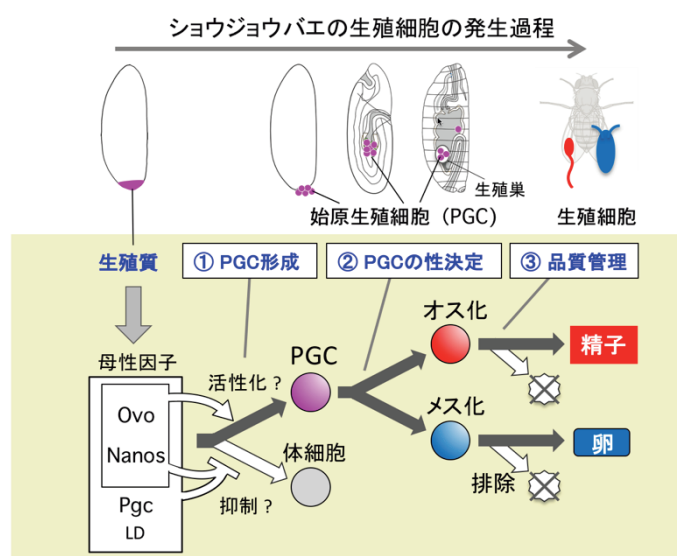 ショウジョウバエの生殖細胞の発生過程
生殖巣
始原生殖細胞（PGC）
生殖細胞
生殖質
① PGC形成
② PGCの性決定
③ 品質管理
母性因子
オス化
精子
活性化 ?
PGC
Ovo
Nanos
メス化
卵
体細胞
排除
Pgc
抑制 ?
LD